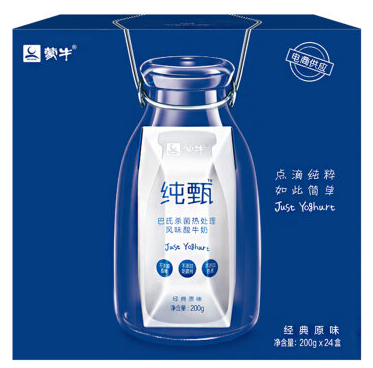 蒙牛®
电商供应
蒙牛
纯甄
巴氏杀菌热处理
风味酸牛奶
Just Yoghurt
经典原味
净含量:200g
点滴纯粹
如此简单
Just Yoghurt
经典原味
净含量: 200g x 24盒